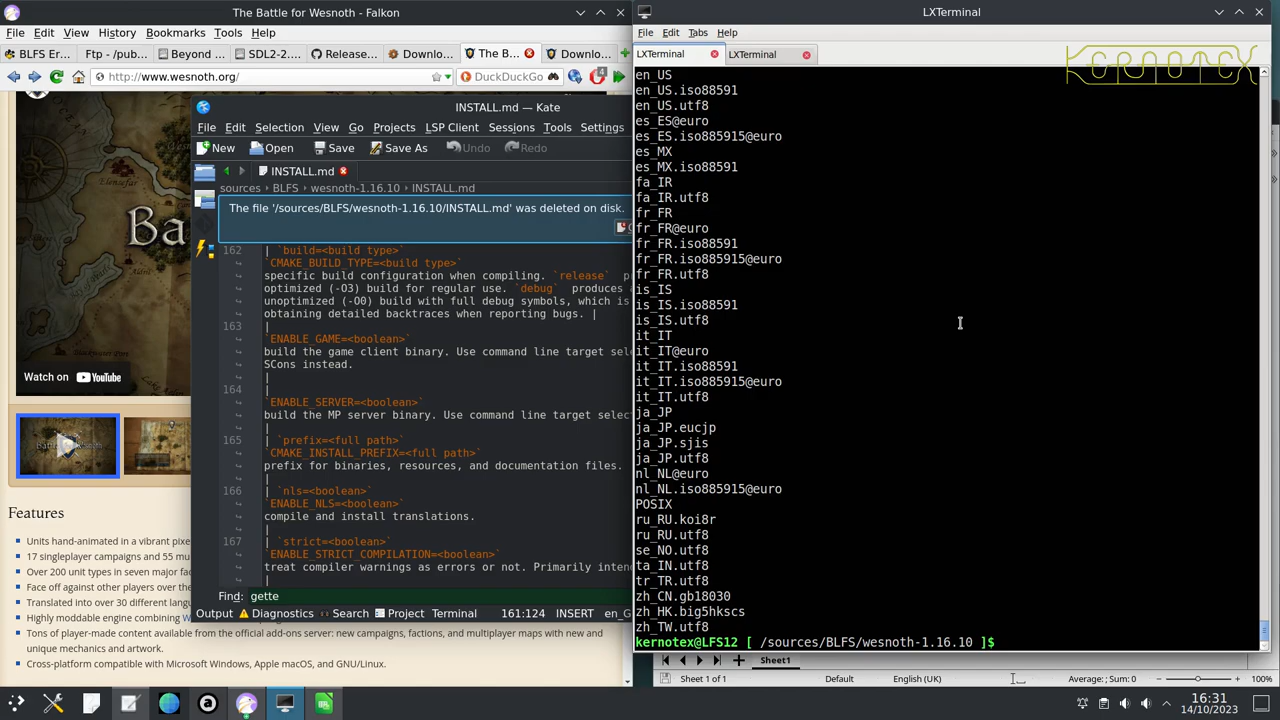 The Battle for Wesnoth - Falkon
File Edit View History Bookmarks Tools Help
BLFS Er...
Ftp - /pub...
Beyond ...
SDL2-2...
Release...
Downlo...
The B...
Downlo...
http://www.wesnoth.org/
DuckDuckGo
4
Elensefar
Ba
Aldril
Watch on YouTube
Features
Units hand-animated in a vibrant pixe
17 singleplayer campaigns and 55 mu
Over 200 unit types in seven major fac
Face off against other players over the
Translated into over 30 different langu
Highly moddable engine combining W
Tons of player-made content available from the official add-ons server: new campaigns, factions, and multiplayer maps with new and
unique mechanics and artwork.
Cross-platform compatible with Microsoft Windows, Apple macOS, and GNU/Linux.
INSTALL.md — Kate
File Edit Selection View Go Projects LSP Client Sessions Tools Settings
New Open Save Save As Undo Redo
INSTALL.md
sources > BLFS > wesnoth-1.16.10 > INSTALL.md
The file '/sources/BLFS/wesnoth-1.16.10/INSTALL.md' was deleted on disk.
162 | `build=<build type>`
`CMAKE_BUILD_TYPE=<build type>`
specific build configuration when compiling. `release` p
optimized (-O3) build for regular use. `debug` produces a
unoptimized (-O0) build with full debug symbols, which is
obtaining detailed backtraces when reporting bugs. |
163 |
`ENABLE_GAME=<boolean>`
build the game client binary. Use command line target sel
SCons instead.
|
164 |
`ENABLE_SERVER=<boolean>`
build the MP server binary. Use command line target selec
|
165 | `prefix=<full path>`
`CMAKE_INSTALL_PREFIX=<full path>`
prefix for binaries, resources, and documentation files.
|
166 | `nls=<boolean>`
`ENABLE_NLS=<boolean>`
compile and install translations.
|
167 | `strict=<boolean>`
`ENABLE_STRICT_COMPILATION=<boolean>`
treat compiler warnings as errors or not. Primarily inten
|
Find: gette
Output Diagnostics Search Project Terminal 161:124 INSERT en_G
LXTerminal
File Edit Tabs Help
LXTerminal
LXTerminal
KERNOTEX
en_US
en_US.iso88591
en_US.utf8
es_ES@euro
es_ES.iso885915@euro
es_MX
es_MX.iso88591
fa_IR
fa_IR.utf8
fr_FR
fr_FR@euro
fr_FR.iso88591
fr_FR.iso885915@euro
fr_FR.utf8
is_IS
is_IS.iso88591
is_IS.utf8
it_IT
it_IT@euro
it_IT.iso88591
it_IT.iso885915@euro
it_IT.utf8
ja_JP
ja_JP.eucjp
ja_JP.sjis
ja_JP.utf8
nl_NL@euro
nl_NL.iso885915@euro
POSIX
ru_RU.koi8r
ru_RU.utf8
se_NO.utf8
ta_IN.utf8
tr_TR.utf8
zh_CN.gb18030
zh_HK.big5hkscs
zh_TW.utf8
kernotex@LFS12 [ /sources/BLFS/wesnoth-1.16.10 ]$
Sheet1
Sheet 1 of 1 Default English (UK) Average: ; Sum: 0 100%
16:31
14/10/2023